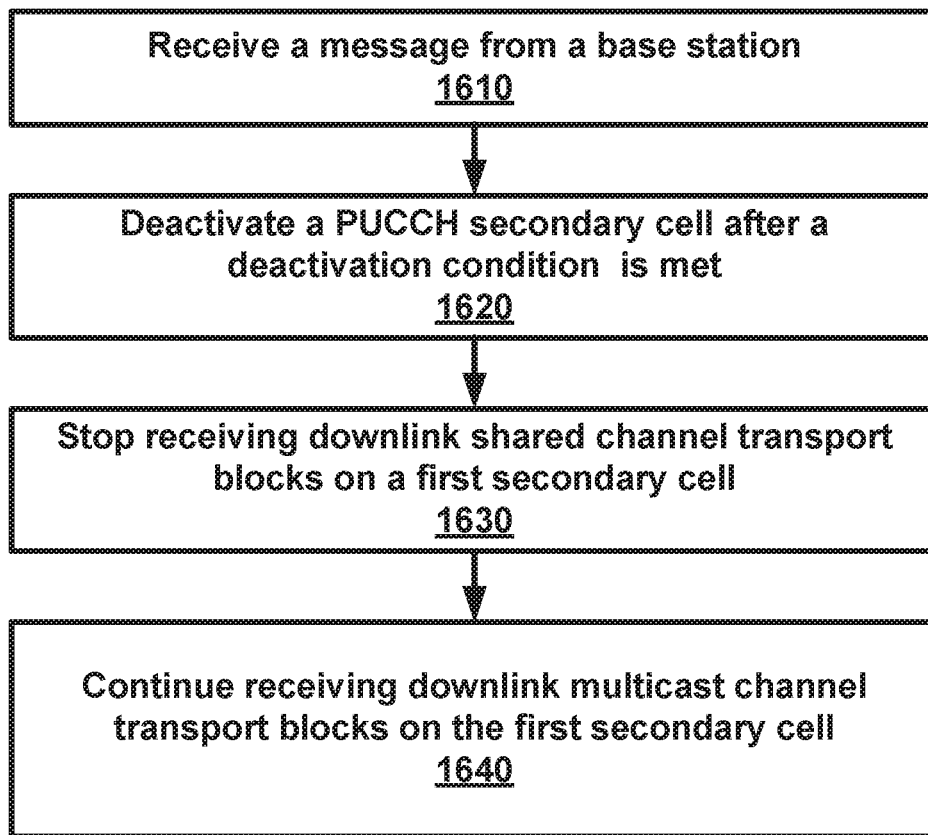 Receive a message from a base station
1610
Deactivate a PUCCH secondary cell after a
deactivation condition is met
1620
Stop receiving downlink shared channel transport
blocks on a first secondary cell
1630
Continue receiving downlink multicast channel
transport blocks on the first secondary cell
1640